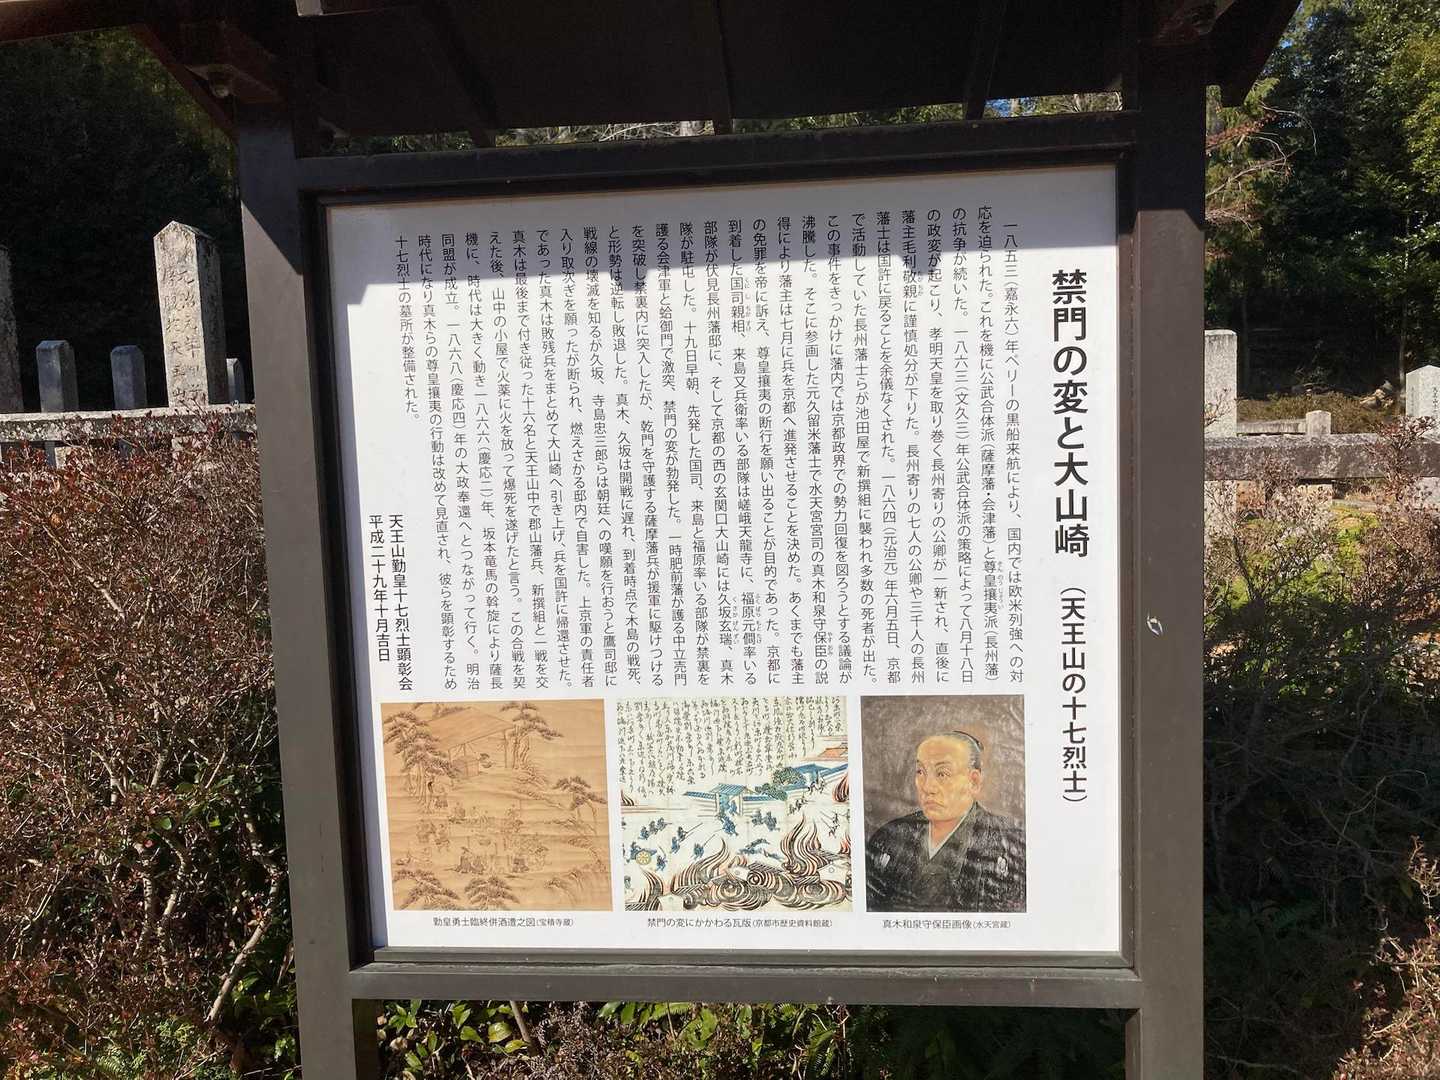 禁門の変と大山崎（天王山の十七烈士）
一八五三（嘉永六）年ペリーの黒船来航により、国内では欧米列強への対
応を迫られた。これを機に公武合体派（薩摩藩・会津藩）と尊皇攘夷派（長州藩）
の抗争が続いた。一八六三（文久三）年公武合体派の策略によって八月十八日
の政変が起こり、孝明天皇を取り巻く長州寄りの公卿が一新され、直後に
藩主毛利敬親に謹慎処分が下りた。長州寄りの七人の公卿や三千人の長州
藩士は国許に戻ることを余儀なくされた。一八六四（元治元）年六月五日、京都
で活動していた長州藩士らが池田屋で新撰組に襲われ多数の死者が出た。
この事件をきっかけに藩内では京都政界での勢力回復を図ろうとする議論が
沸騰した。そこに参画した元久留米藩士で水天宮宮司の真木和泉守保臣の説
得により藩主は七月に兵を京都へ進発させることを決めた。あくまでも藩主
の免罪を帝に訴え、尊皇攘夷の断行を願い出ることが目的であった。京都に
到着した国司親相、来島又兵衛率いる部隊は嵯峨天龍寺に、福原元僴率いる
部隊が伏見長州藩邸に、そして京都の西の玄関口大山崎には久坂玄瑞、真木
隊が駐屯した。十九日早朝、先発した国司、来島と福原率いる部隊が禁裏を
護る会津軍と蛤御門で激突、禁門の変が勃発した。一時肥前藩が護る中立売門
を突破し禁裏内に突入したが、乾門を守護する薩摩藩兵が援軍に駆けつける
と形勢は逆転し敗退した。真木、久坂は開戦に遅れ、到着時点で木島の戦死、
戦線の壊滅を知るが久坂、寺島忠三郎らは朝廷への嘆願を行おうと鷹司邸に
入り取次ぎを願ったが断られ、燃えさかる邸内で自害した。上京軍の責任者
であった真木は敗残兵をまとめて大山崎へ引き上げ、兵を国許に帰還させた。
真木は最後まで付き従った十六名と天王山中で郡山藩兵、新撰組と一戦を交
えた後、山中の小屋で火薬に火を放って爆死を遂げたと言う。この合戦を契
機に、時代は大きく動き一八六六（慶応二）年、坂本竜馬の斡旋により薩長
同盟が成立。一八六八（慶応四）年の大政奉還へとつながって行く。明治
時代になり真木らの尊皇攘夷の行動は改めて見直され、彼らを顕彰するため
十七烈士の墓所が整備された。
天王山勤皇十七烈士顕彰会
平成二十九年十月吉日
勤皇勇士臨終併酒遭之図（宝積寺蔵）
禁門の変にかかわる瓦版（京都市歴史資料館蔵）
真木和泉守保臣画像（水天宮蔵）